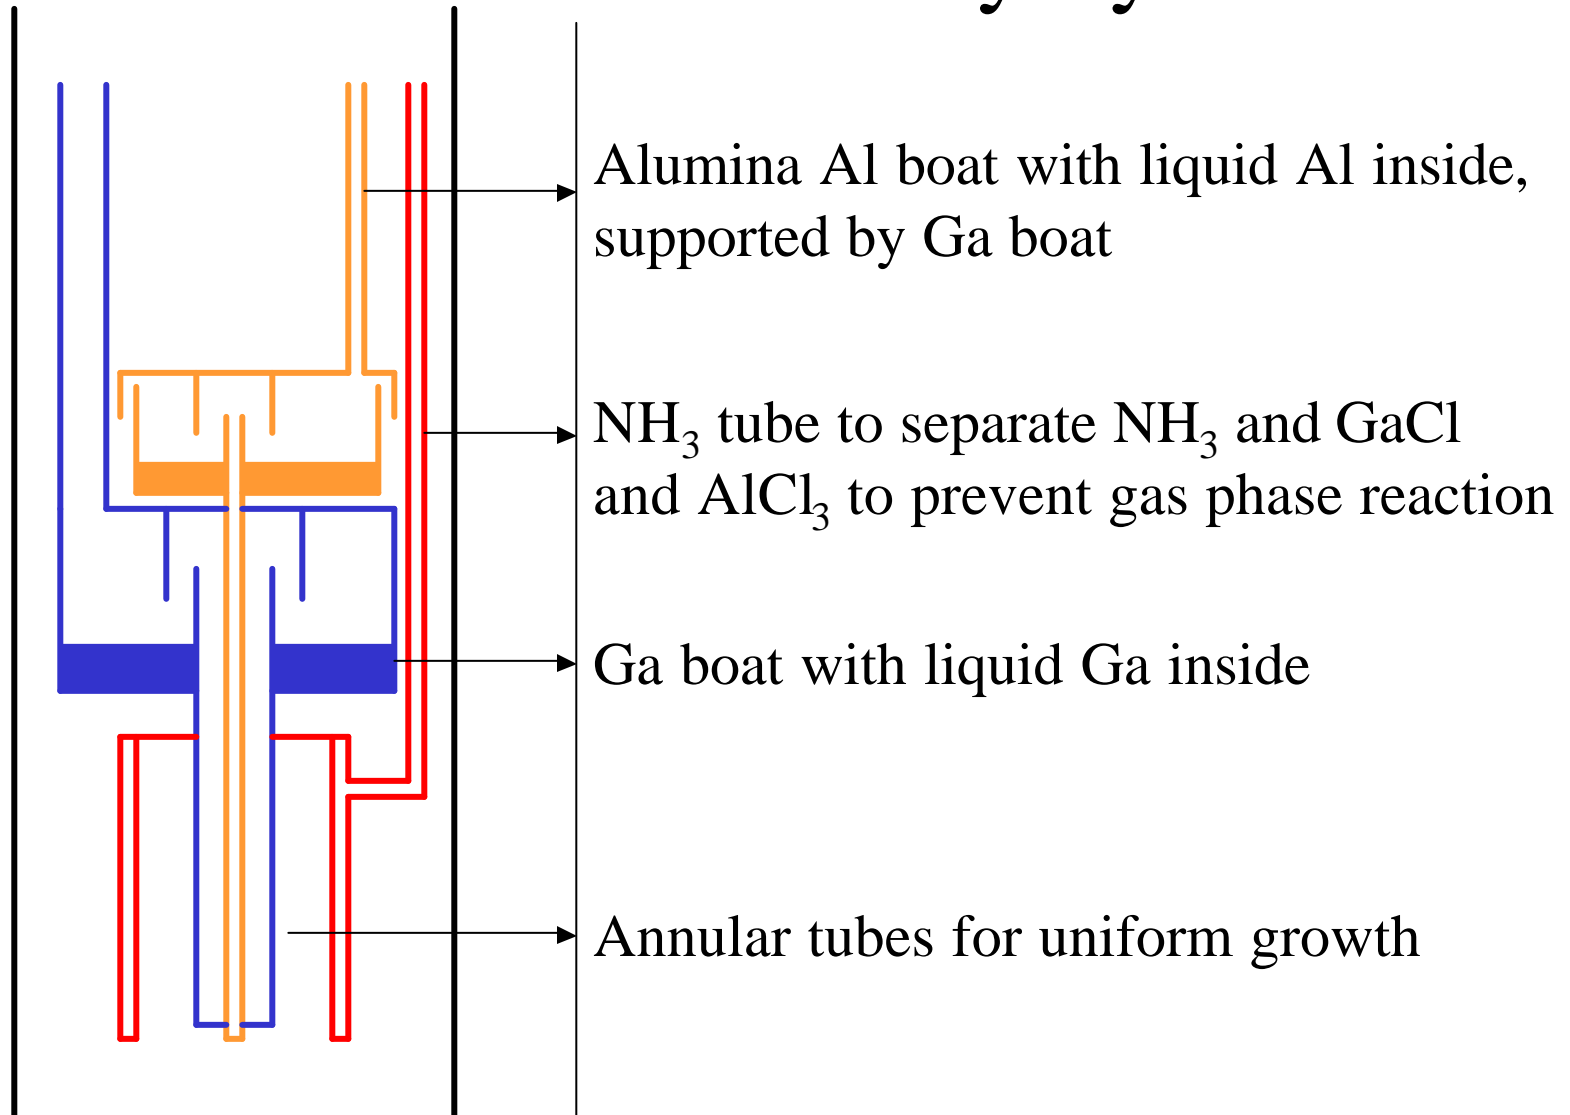 Alumina Al boat with liquid Al inside,
supported by Ga boat
NH₃ tube to separate NH₃ and GaCl
and AlCl₃ to prevent gas phase reaction
Ga boat with liquid Ga inside
Annular tubes for uniform growth